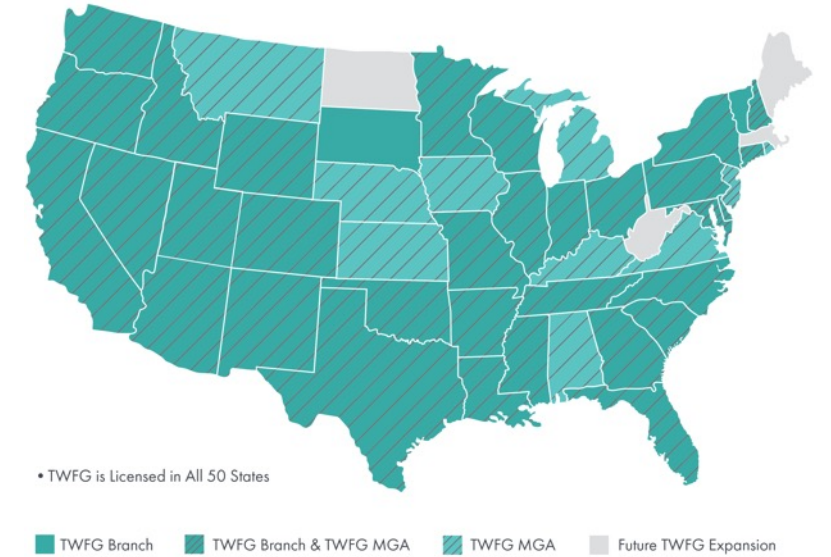 • TWFG is Licensed in All 50 States
TWFG Branch
TWFG Branch & TWFG MGA
TWFG MGA
Future TWFG Expansion